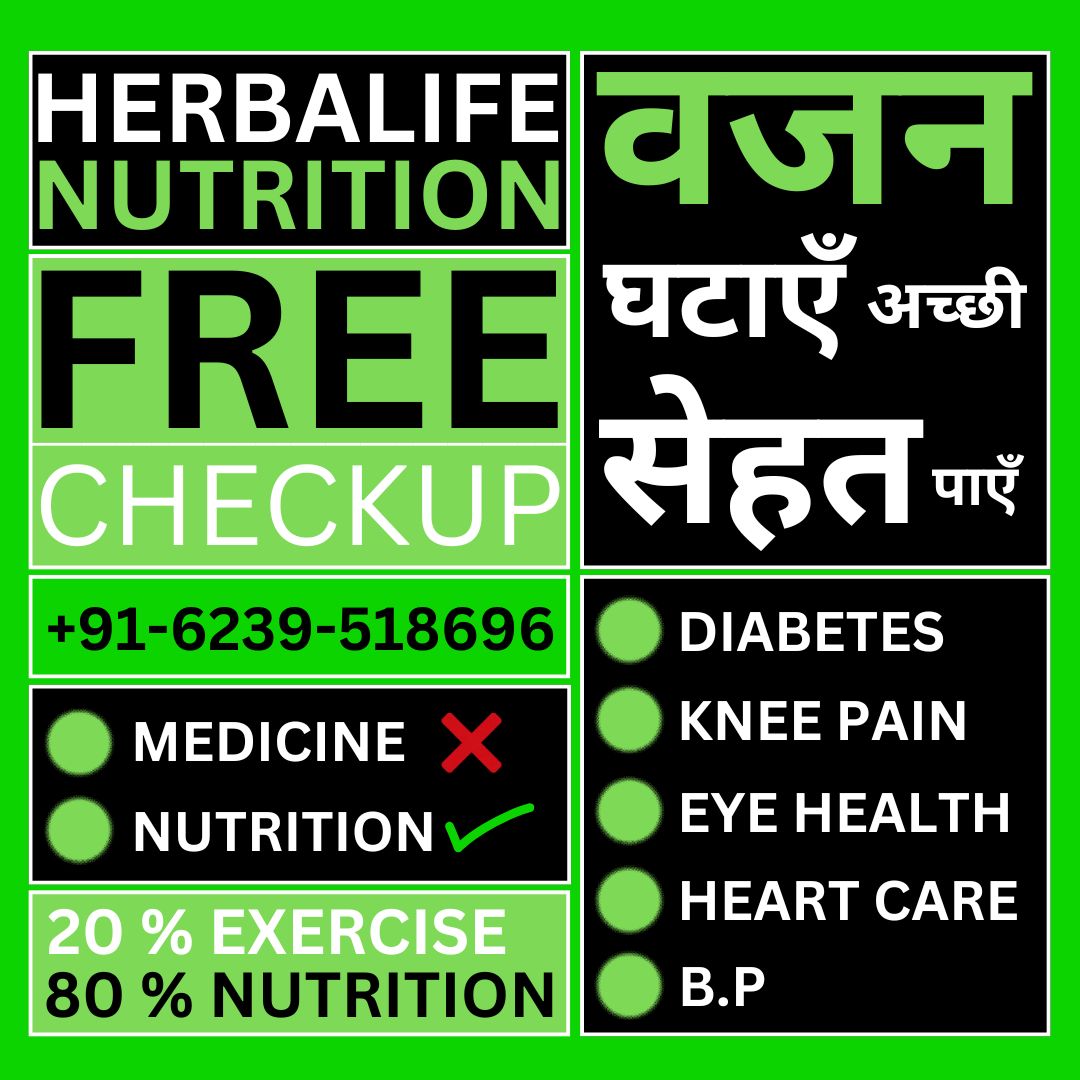 HERBALIFE
NUTRITION
FREE
CHECKUP
+91-6239-518696
MEDICINE ❌
NUTRITION ✓
20 % EXERCISE
80 % NUTRITION
वजन
घटाएँ अच्छी
सेहत पाएँ
DIABETES
KNEE PAIN
EYE HEALTH
HEART CARE
B.P